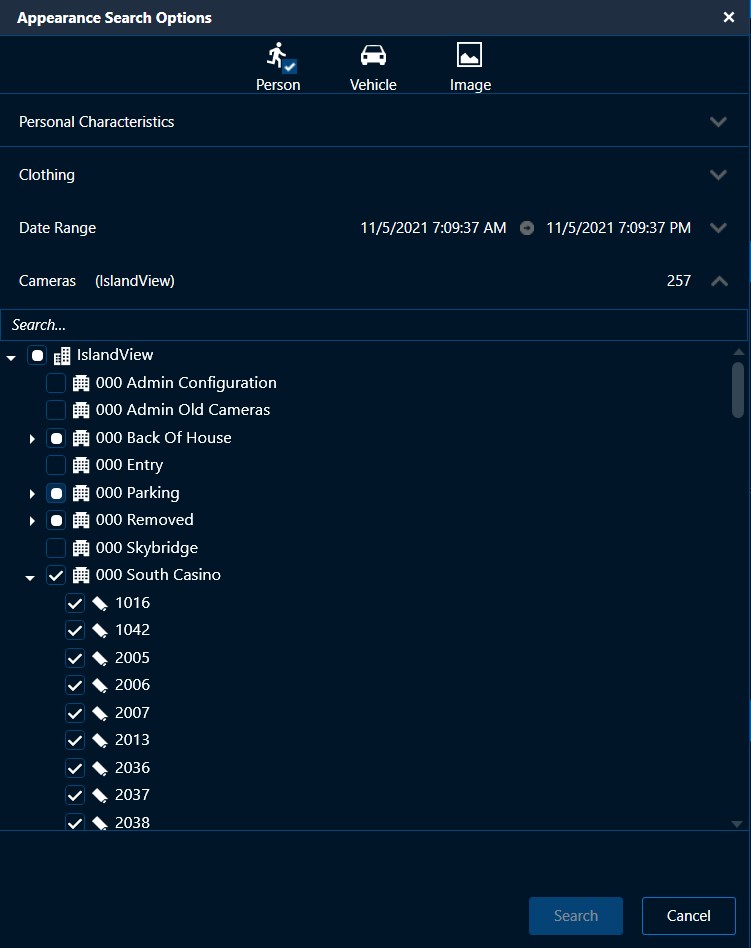 Appearance Search Options
Person Vehicle Image
Personal Characteristics
Clothing
Date Range 11/5/2021 7:09:37 AM 11/5/2021 7:09:37 PM
Cameras (IslandView) 257
Search...
IslandView
000 Admin Configuration
000 Admin Old Cameras
000 Back Of House
000 Entry
000 Parking
000 Removed
000 Skybridge
000 South Casino
1016
1042
2005
2006
2007
2013
2036
2037
2038
Search Cancel